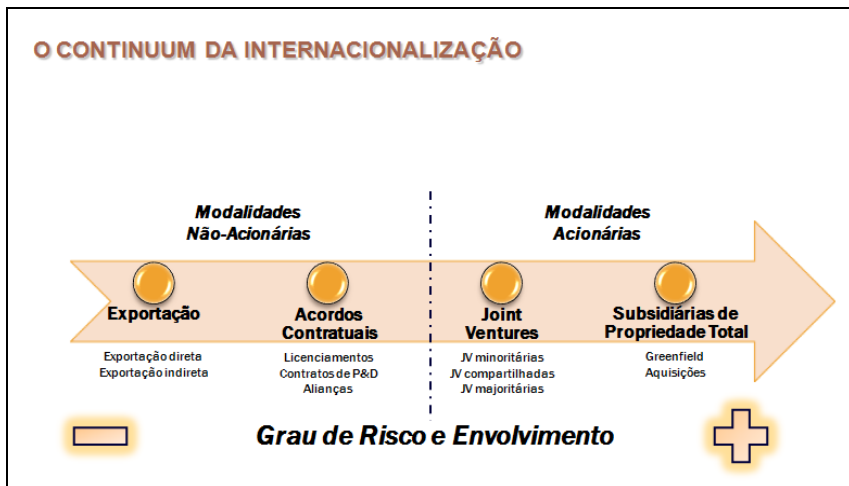 O CONTINUUM DA INTERNACIONALIZAÇÃO
Modalidades
Não-Acionárias
Modalidades
Acionárias
Exportação
Exportação direta
Exportação indireta
Acordos
Contratuais
Licenciamentos
Contratos de P&D
Alianças
Joint
Ventures
JV minoritárias
JV compartilhadas
JV majoritárias
Subsidiárias de
Propriedade Total
Greenfield
Aquisições
Grau de Risco e Envolvimento